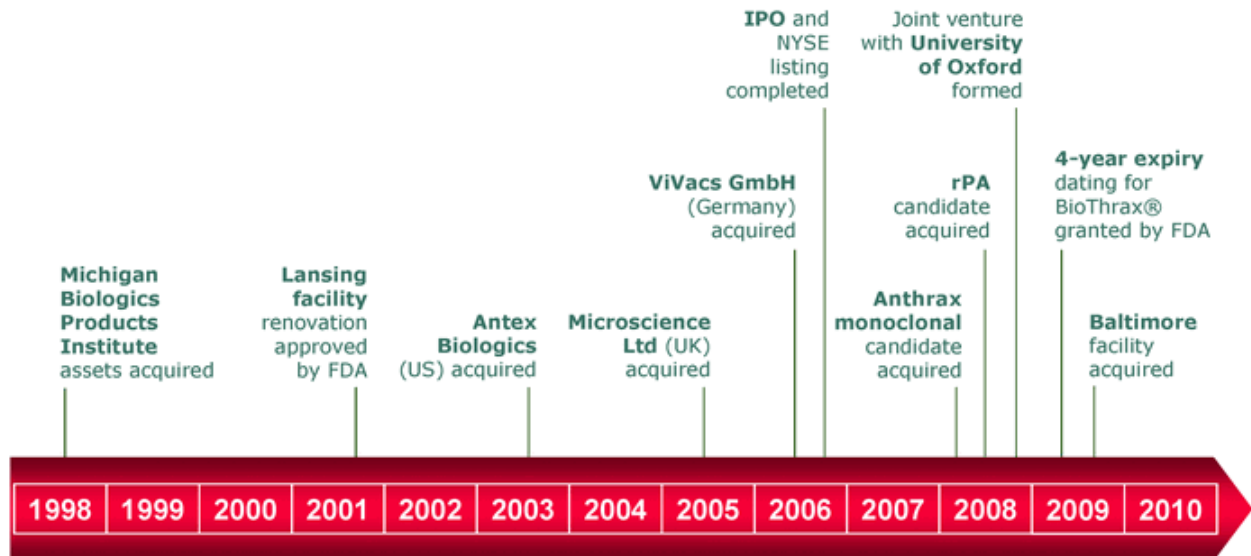 Michigan
Biologics
Products
Institute
assets acquired
Lansing
facility
renovation
approved
by FDA
Antex
Biologics
(US) acquired
Microscience
Ltd (UK)
acquired
ViVacs GmbH
(Germany)
acquired
IPO and
NYSE
listing
completed
Anthrax
monoclonal
candidate
acquired
rPA
candidate
acquired
Joint venture
with University
of Oxford
formed
4-year expiry
dating for
BioThrax®
granted by FDA
Baltimore
facility
acquired
1998 1999 2000 2001 2002 2003 2004 2005 2006 2007 2008 2009 2010